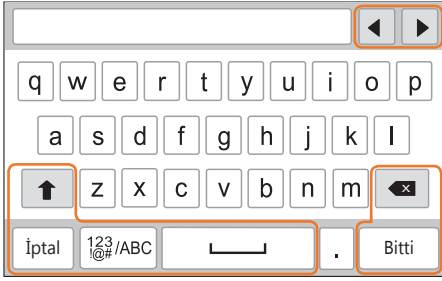 q w e r t y u i o p
a s d f g h j k l
z x c v b n m
İptal 123 !@# /ABC . Bitti